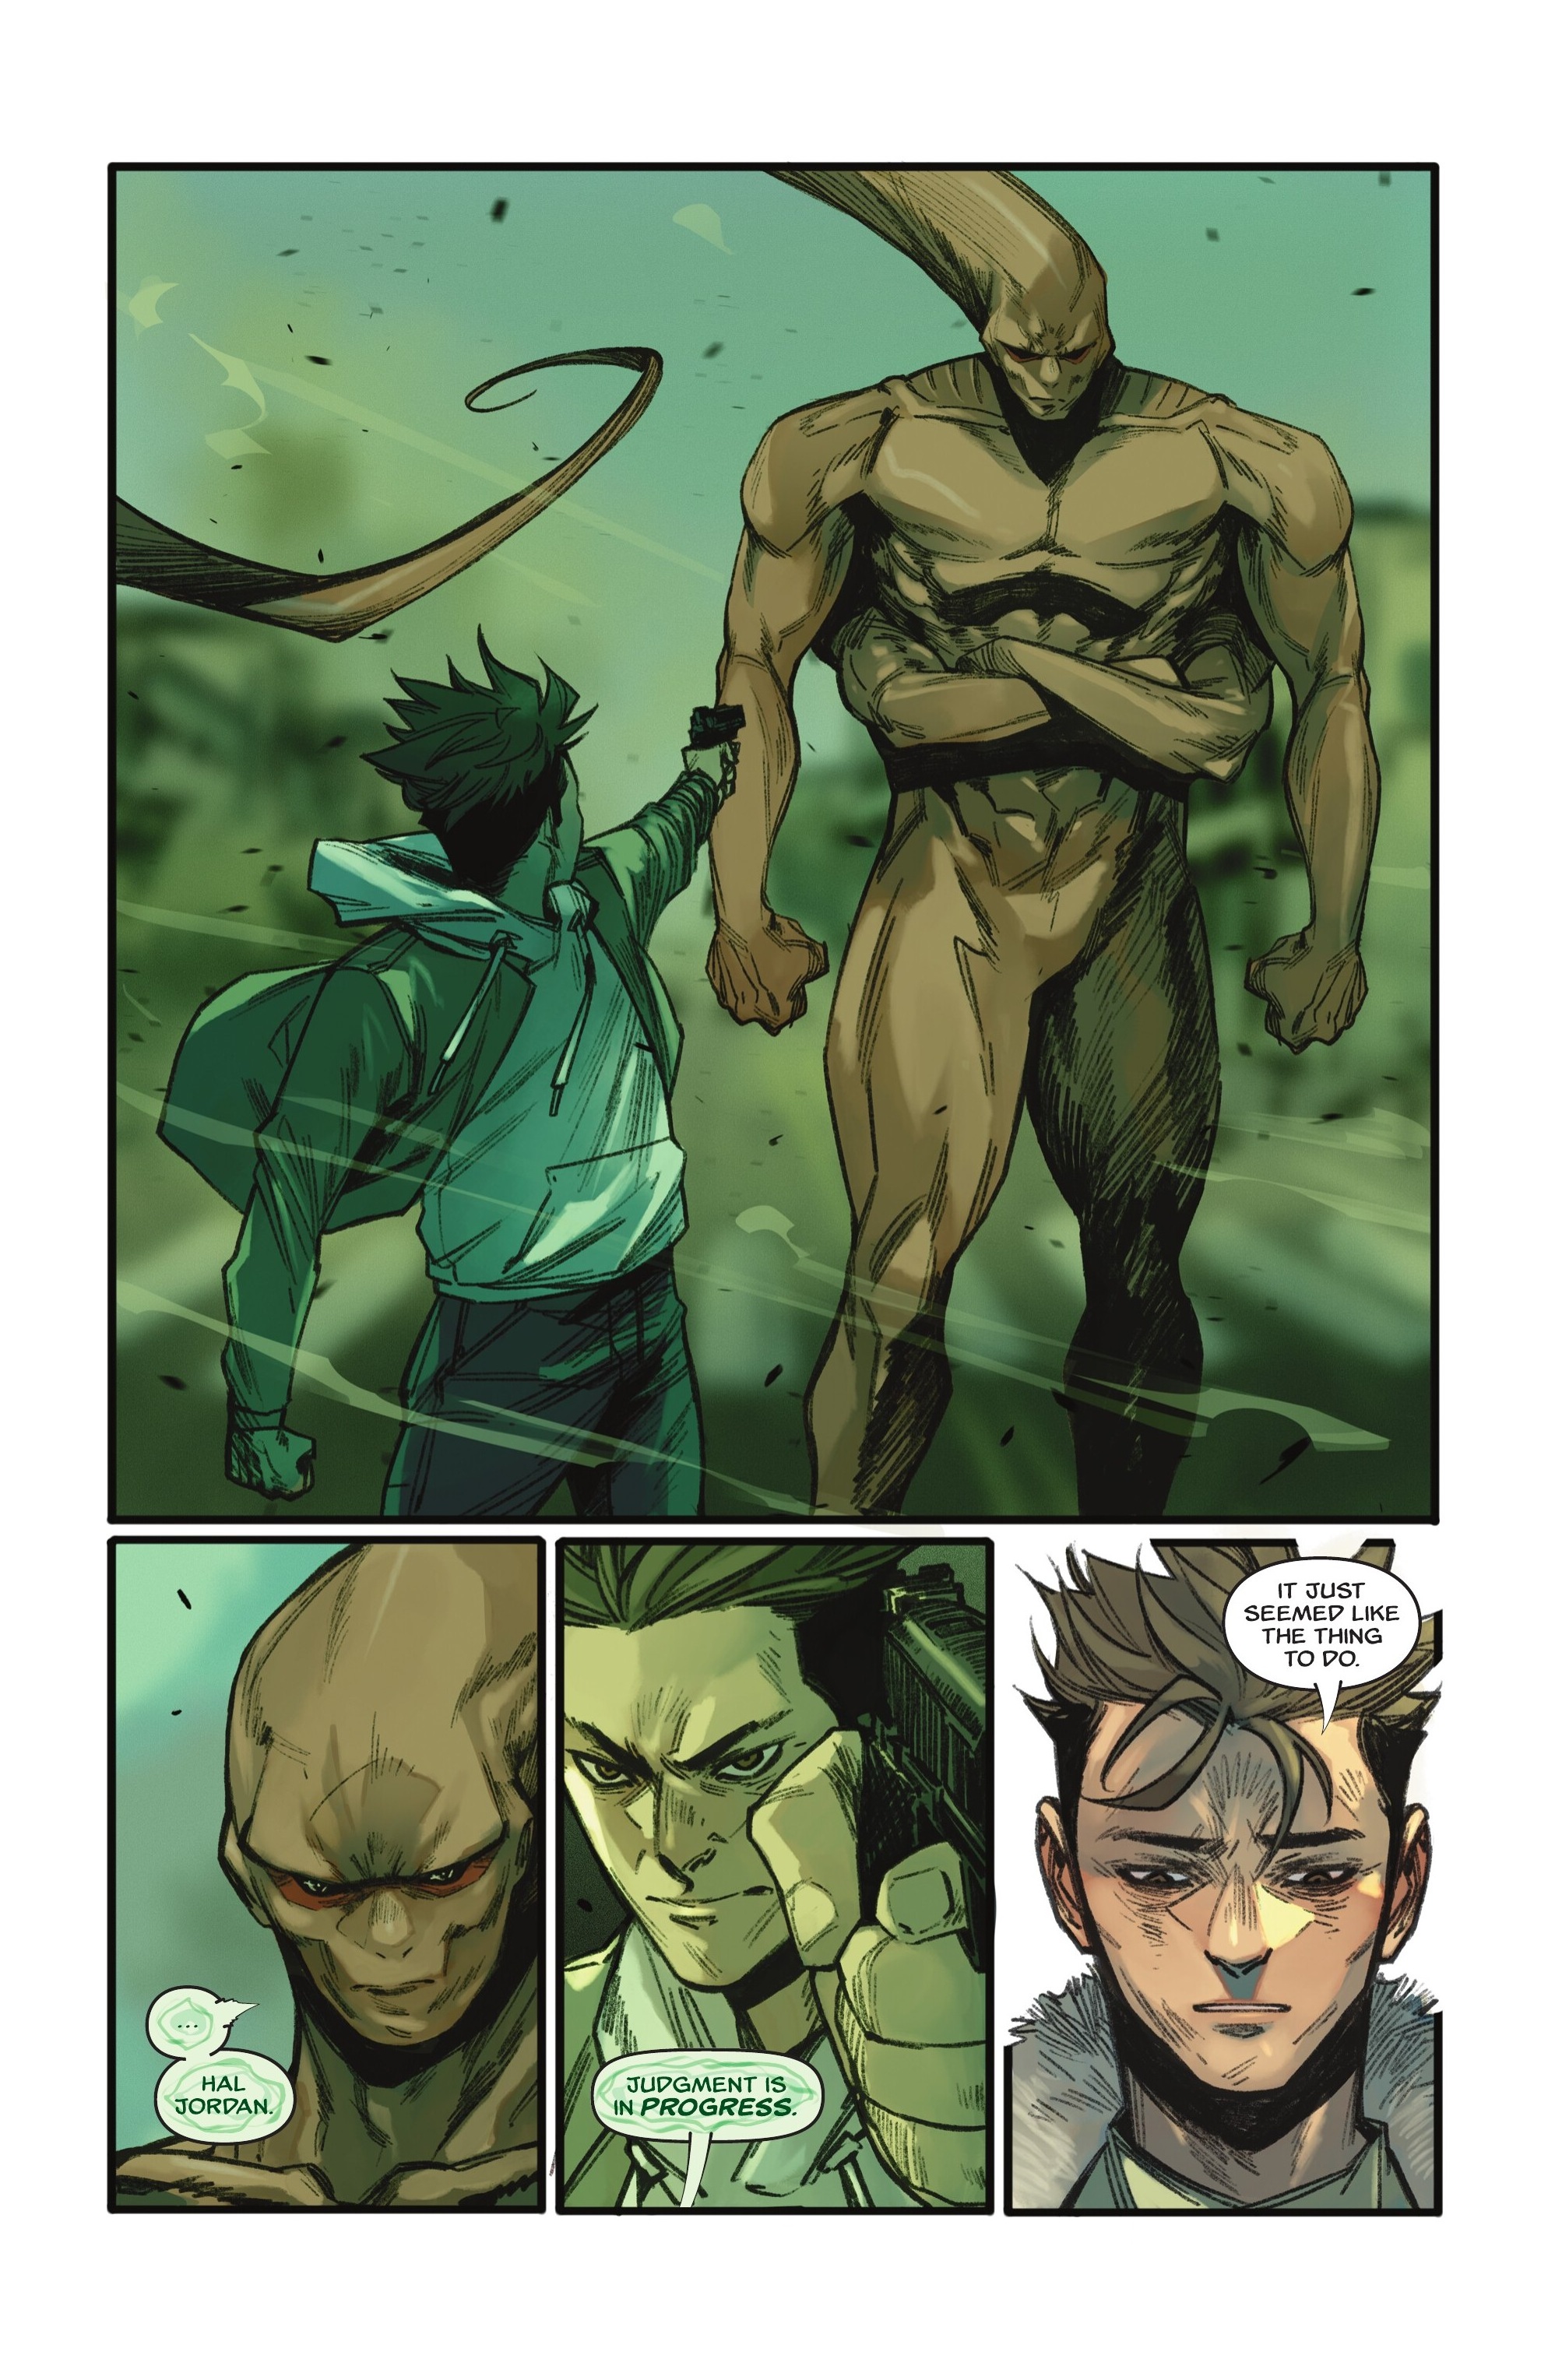 ...
HAL
JORDAN.
JUDGMENT IS
IN PROGRESS.
IT JUST
SEEMED LIKE
THE THING
TO DO.